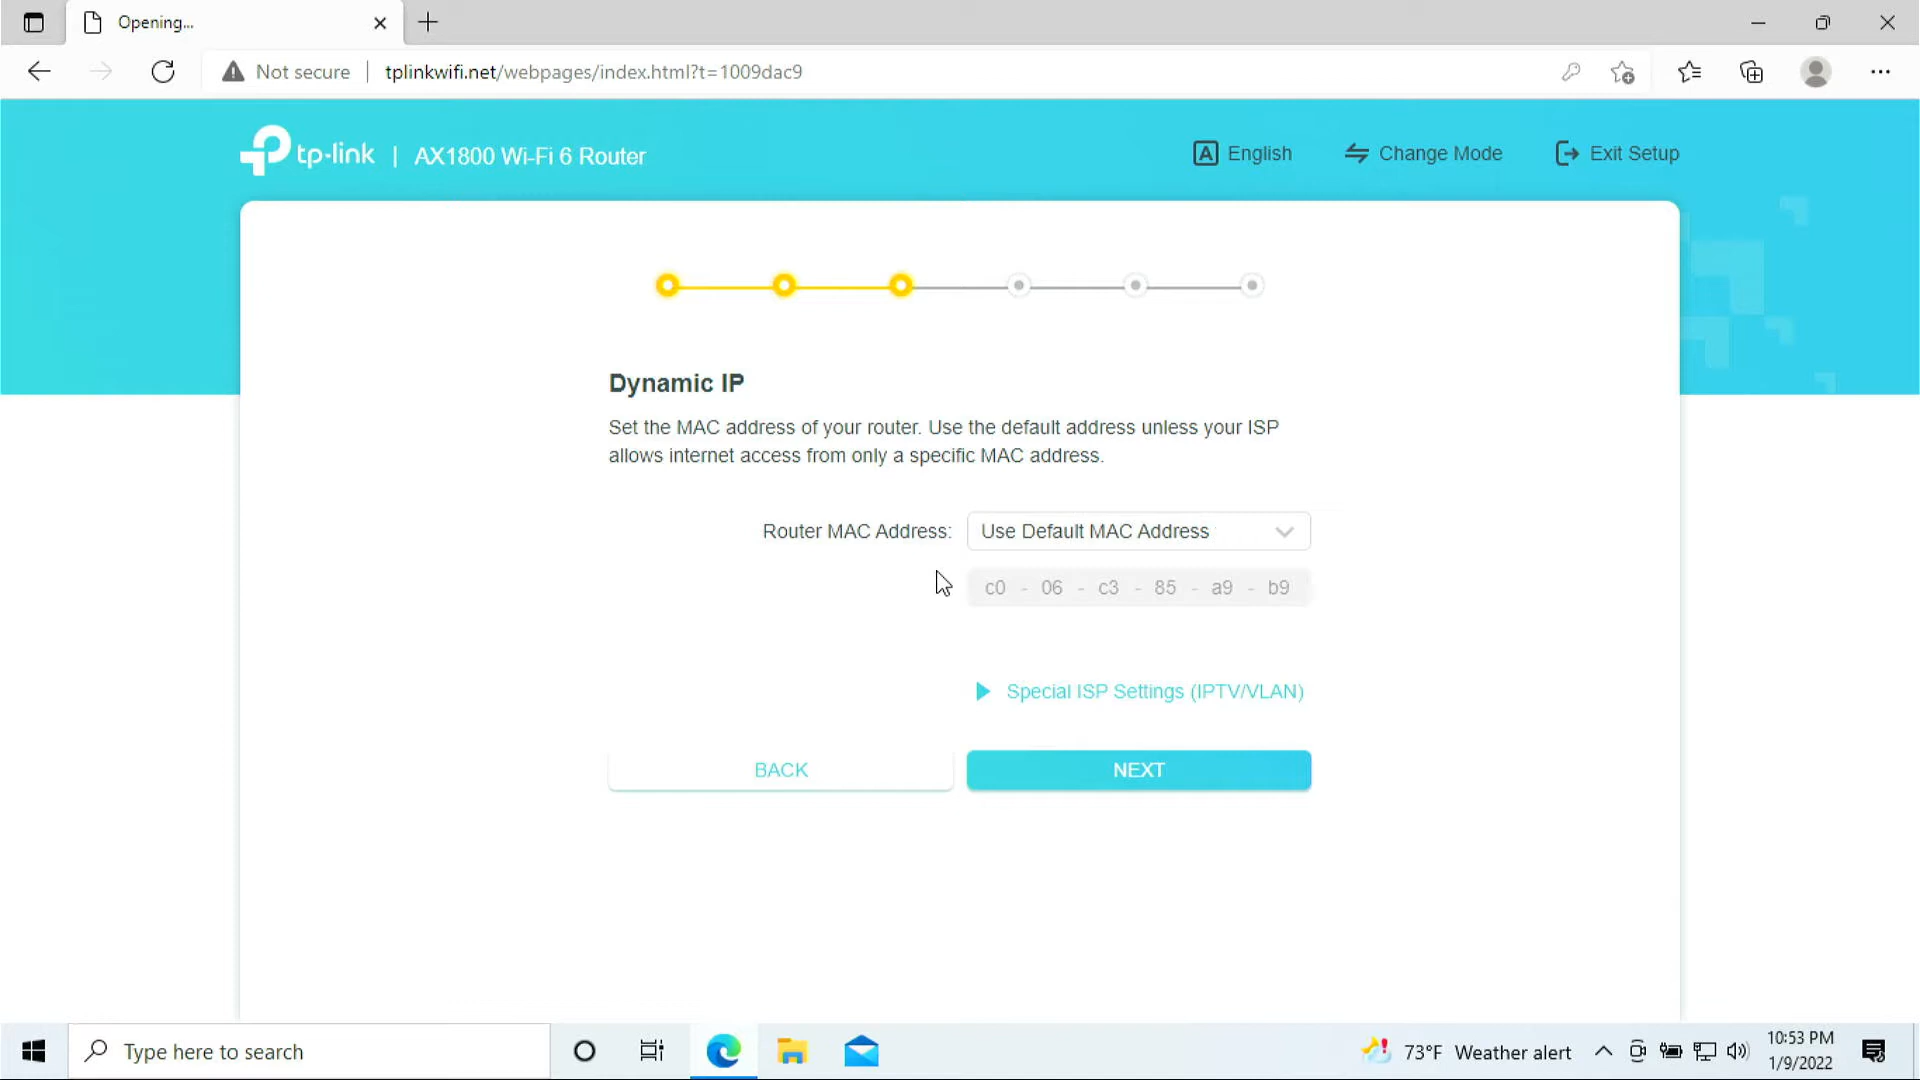 Opening...
Not secure | tplinkwifi.net/webpages/index.html?t=1009dac9
tp-link | AX1800 Wi-Fi 6 Router
A English
Change Mode
Exit Setup
Dynamic IP
Set the MAC address of your router. Use the default address unless your ISP
allows internet access from only a specific MAC address.
Router MAC Address: Use Default MAC Address
c0 - 06 - c3 - 85 - a9 - b9
Special ISP Settings (IPTV/VLAN)
BACK
NEXT
Type here to search
73°F Weather alert
10:53 PM
1/9/2022